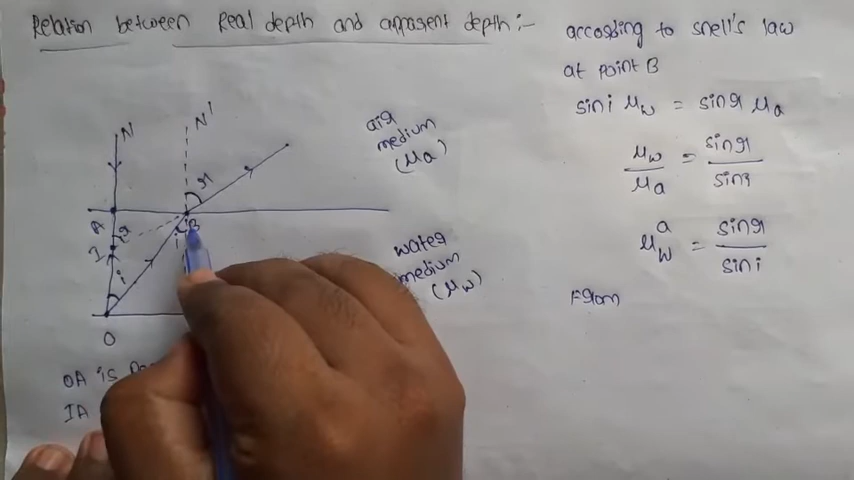 Relation between Real depth and apparent depth :-
according to snell's law
at point B
sin i μw = sin r μa
μw/μa = sin r/sin i
μw^a = sin r/sin i
From
N
N'
air
medium
(μa)
r
A
B
r
i
I
i
water
medium
(μw)
O
OA is
IA